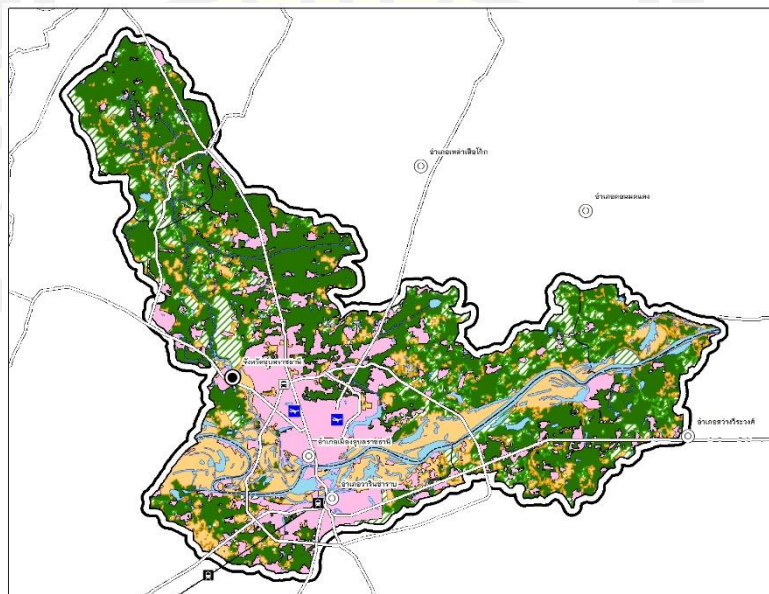 อำเภอเหล่าเสือโก้ก
อำเภอดอนมดแดง
จังหวัดอุบลราชธานี
อำเภอเมืองอุบลราชธานี
อำเภอสว่างวีระวงศ์
อำเภอวารินชำราบ